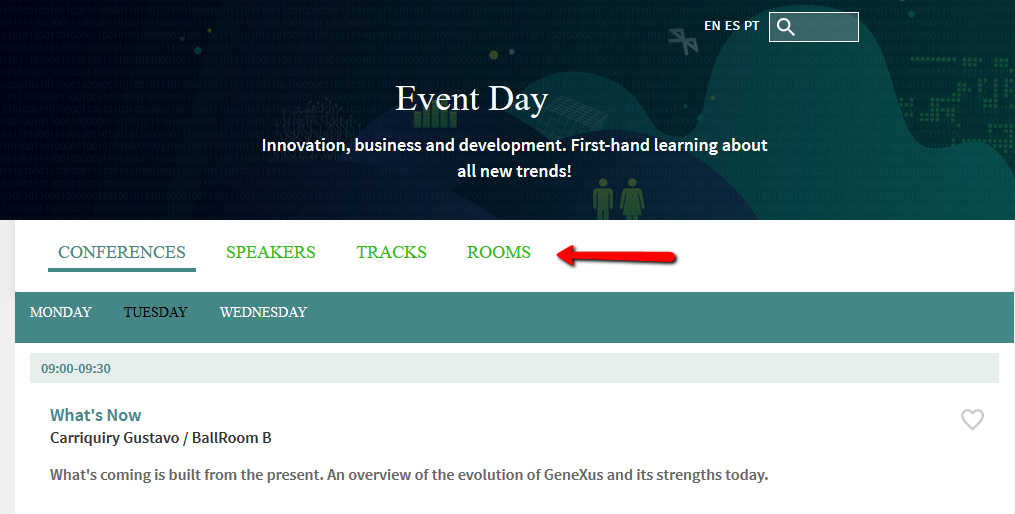 EN ES PT
Event Day
Innovation, business and development. First-hand learning about
all new trends!
CONFERENCES SPEAKERS TRACKS ROOMS
MONDAY TUESDAY WEDNESDAY
09:00-09:30
What's Now
Carriquiry Gustavo / BallRoom B
What's coming is built from the present. An overview of the evolution of GeneXus and its strengths today.